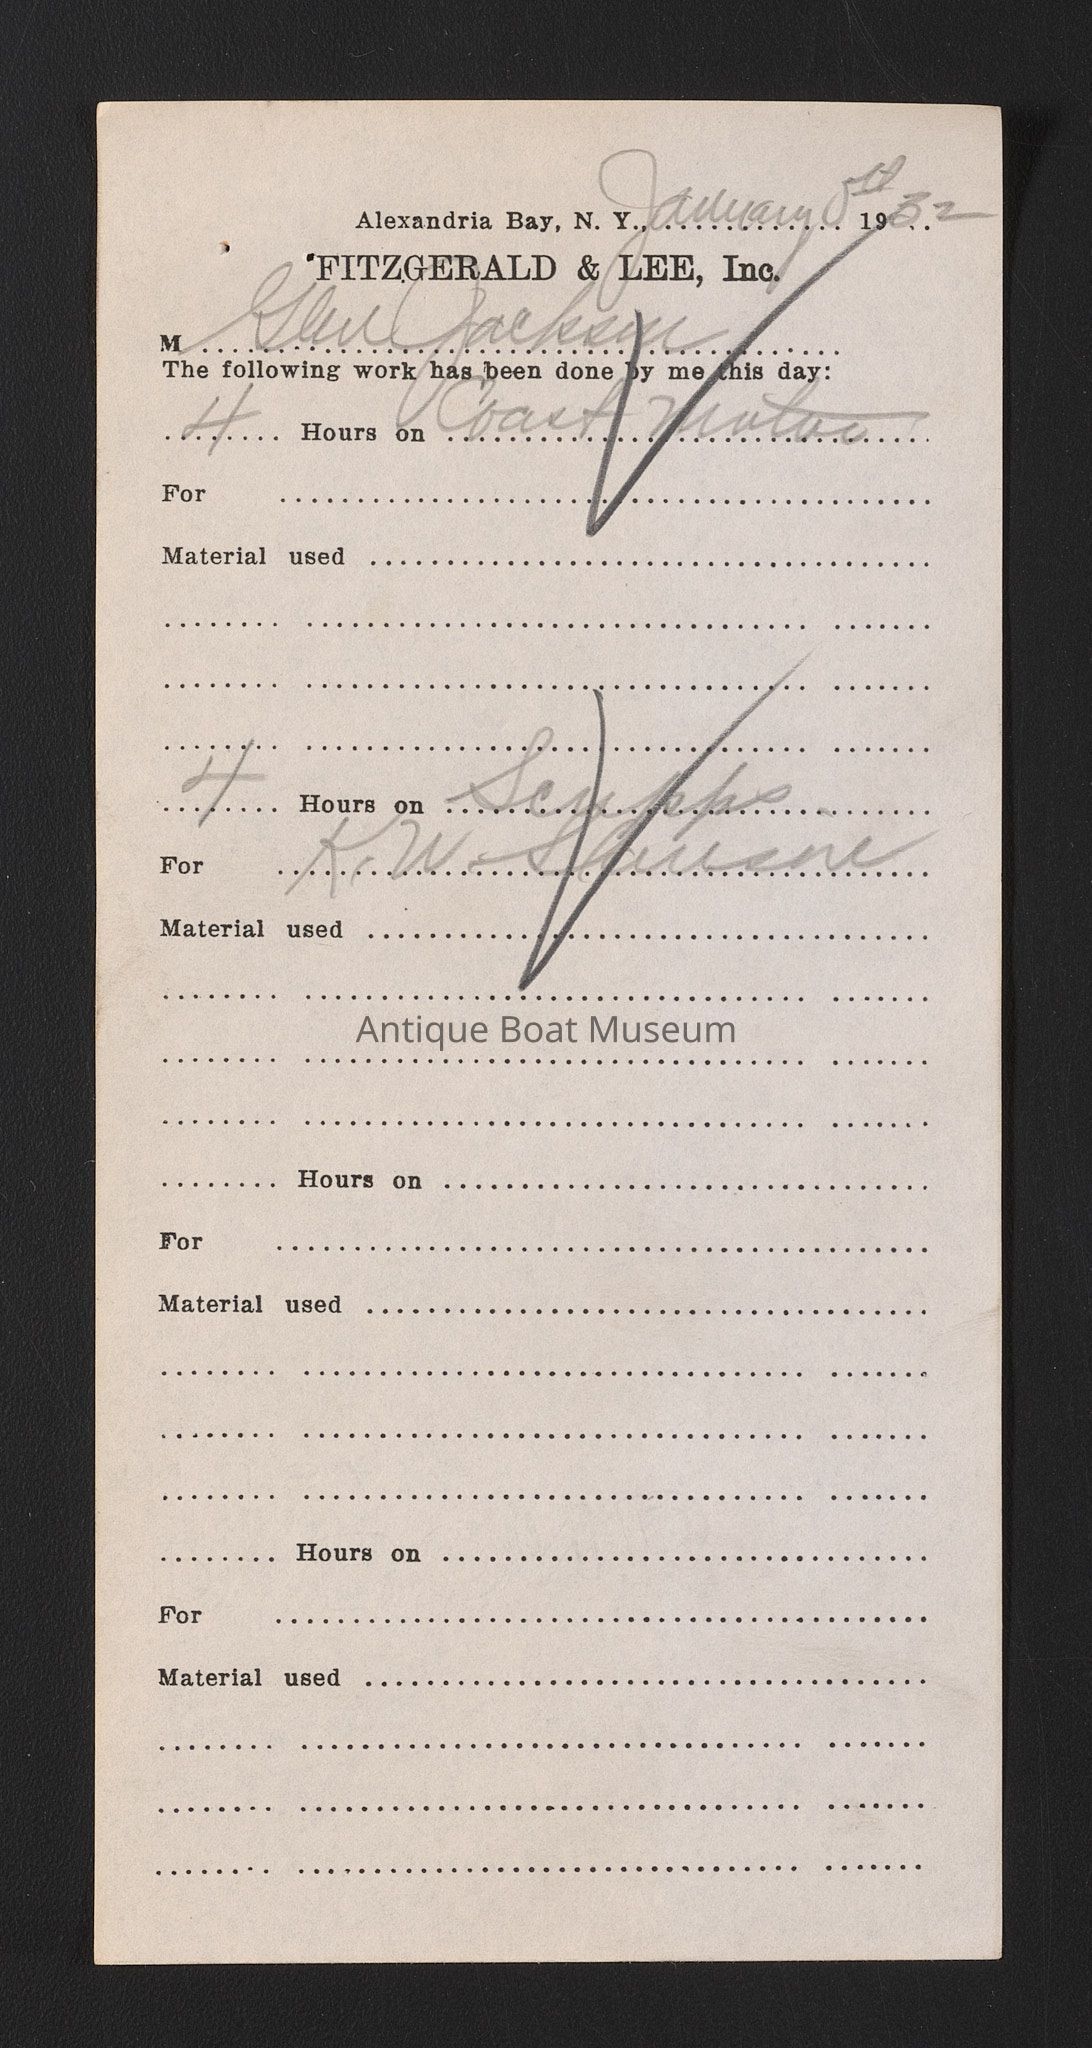 Alexandria Bay, N. Y., January 1932
FITZGERALD & LEE, Inc.
M Glen Jackson
The following work has been done by me this day:
4 Hours on Coast Motor
For
Material used
4 Hours on Scripps
For K. W.
Material used
Antique Boat Museum
Hours on
For
Material used
Hours on
For
Material used